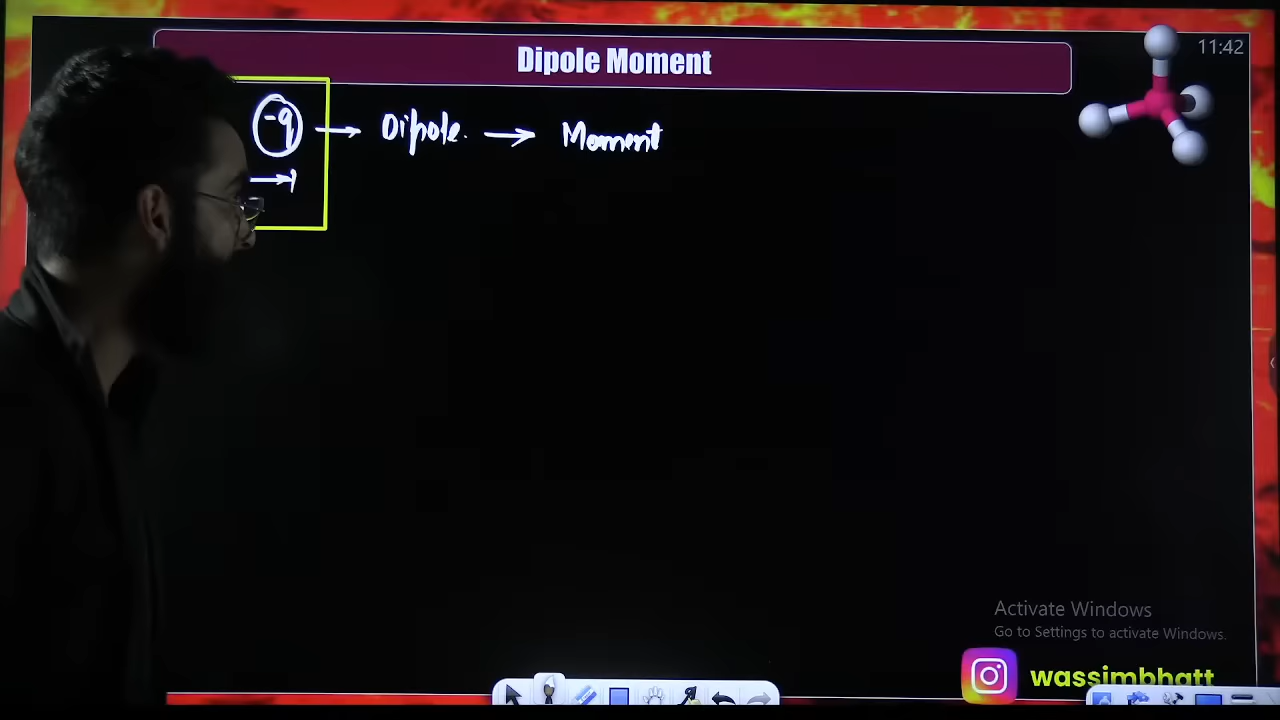 Dipole Moment
11:42
-q → Dipole. → Moment
Activate Windows
Go to Settings to activate Windows.
wassimbhatt